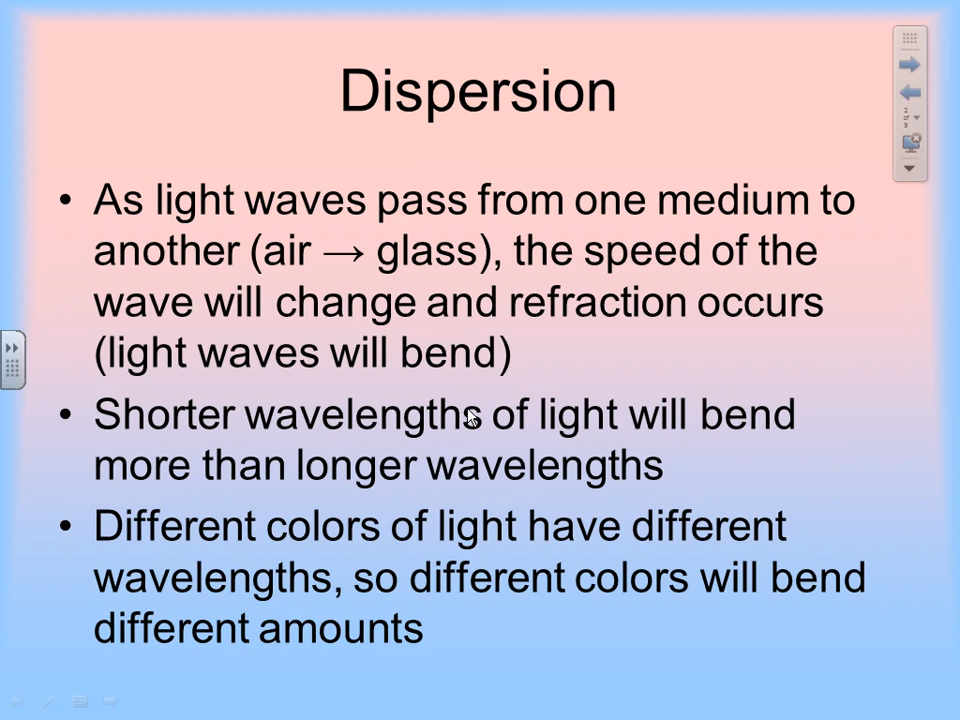 Dispersion
• As light waves pass from one medium to
another (air → glass), the speed of the
wave will change and refraction occurs
(light waves will bend)
• Shorter wavelengths of light will bend
more than longer wavelengths
• Different colors of light have different
wavelengths, so different colors will bend
different amounts